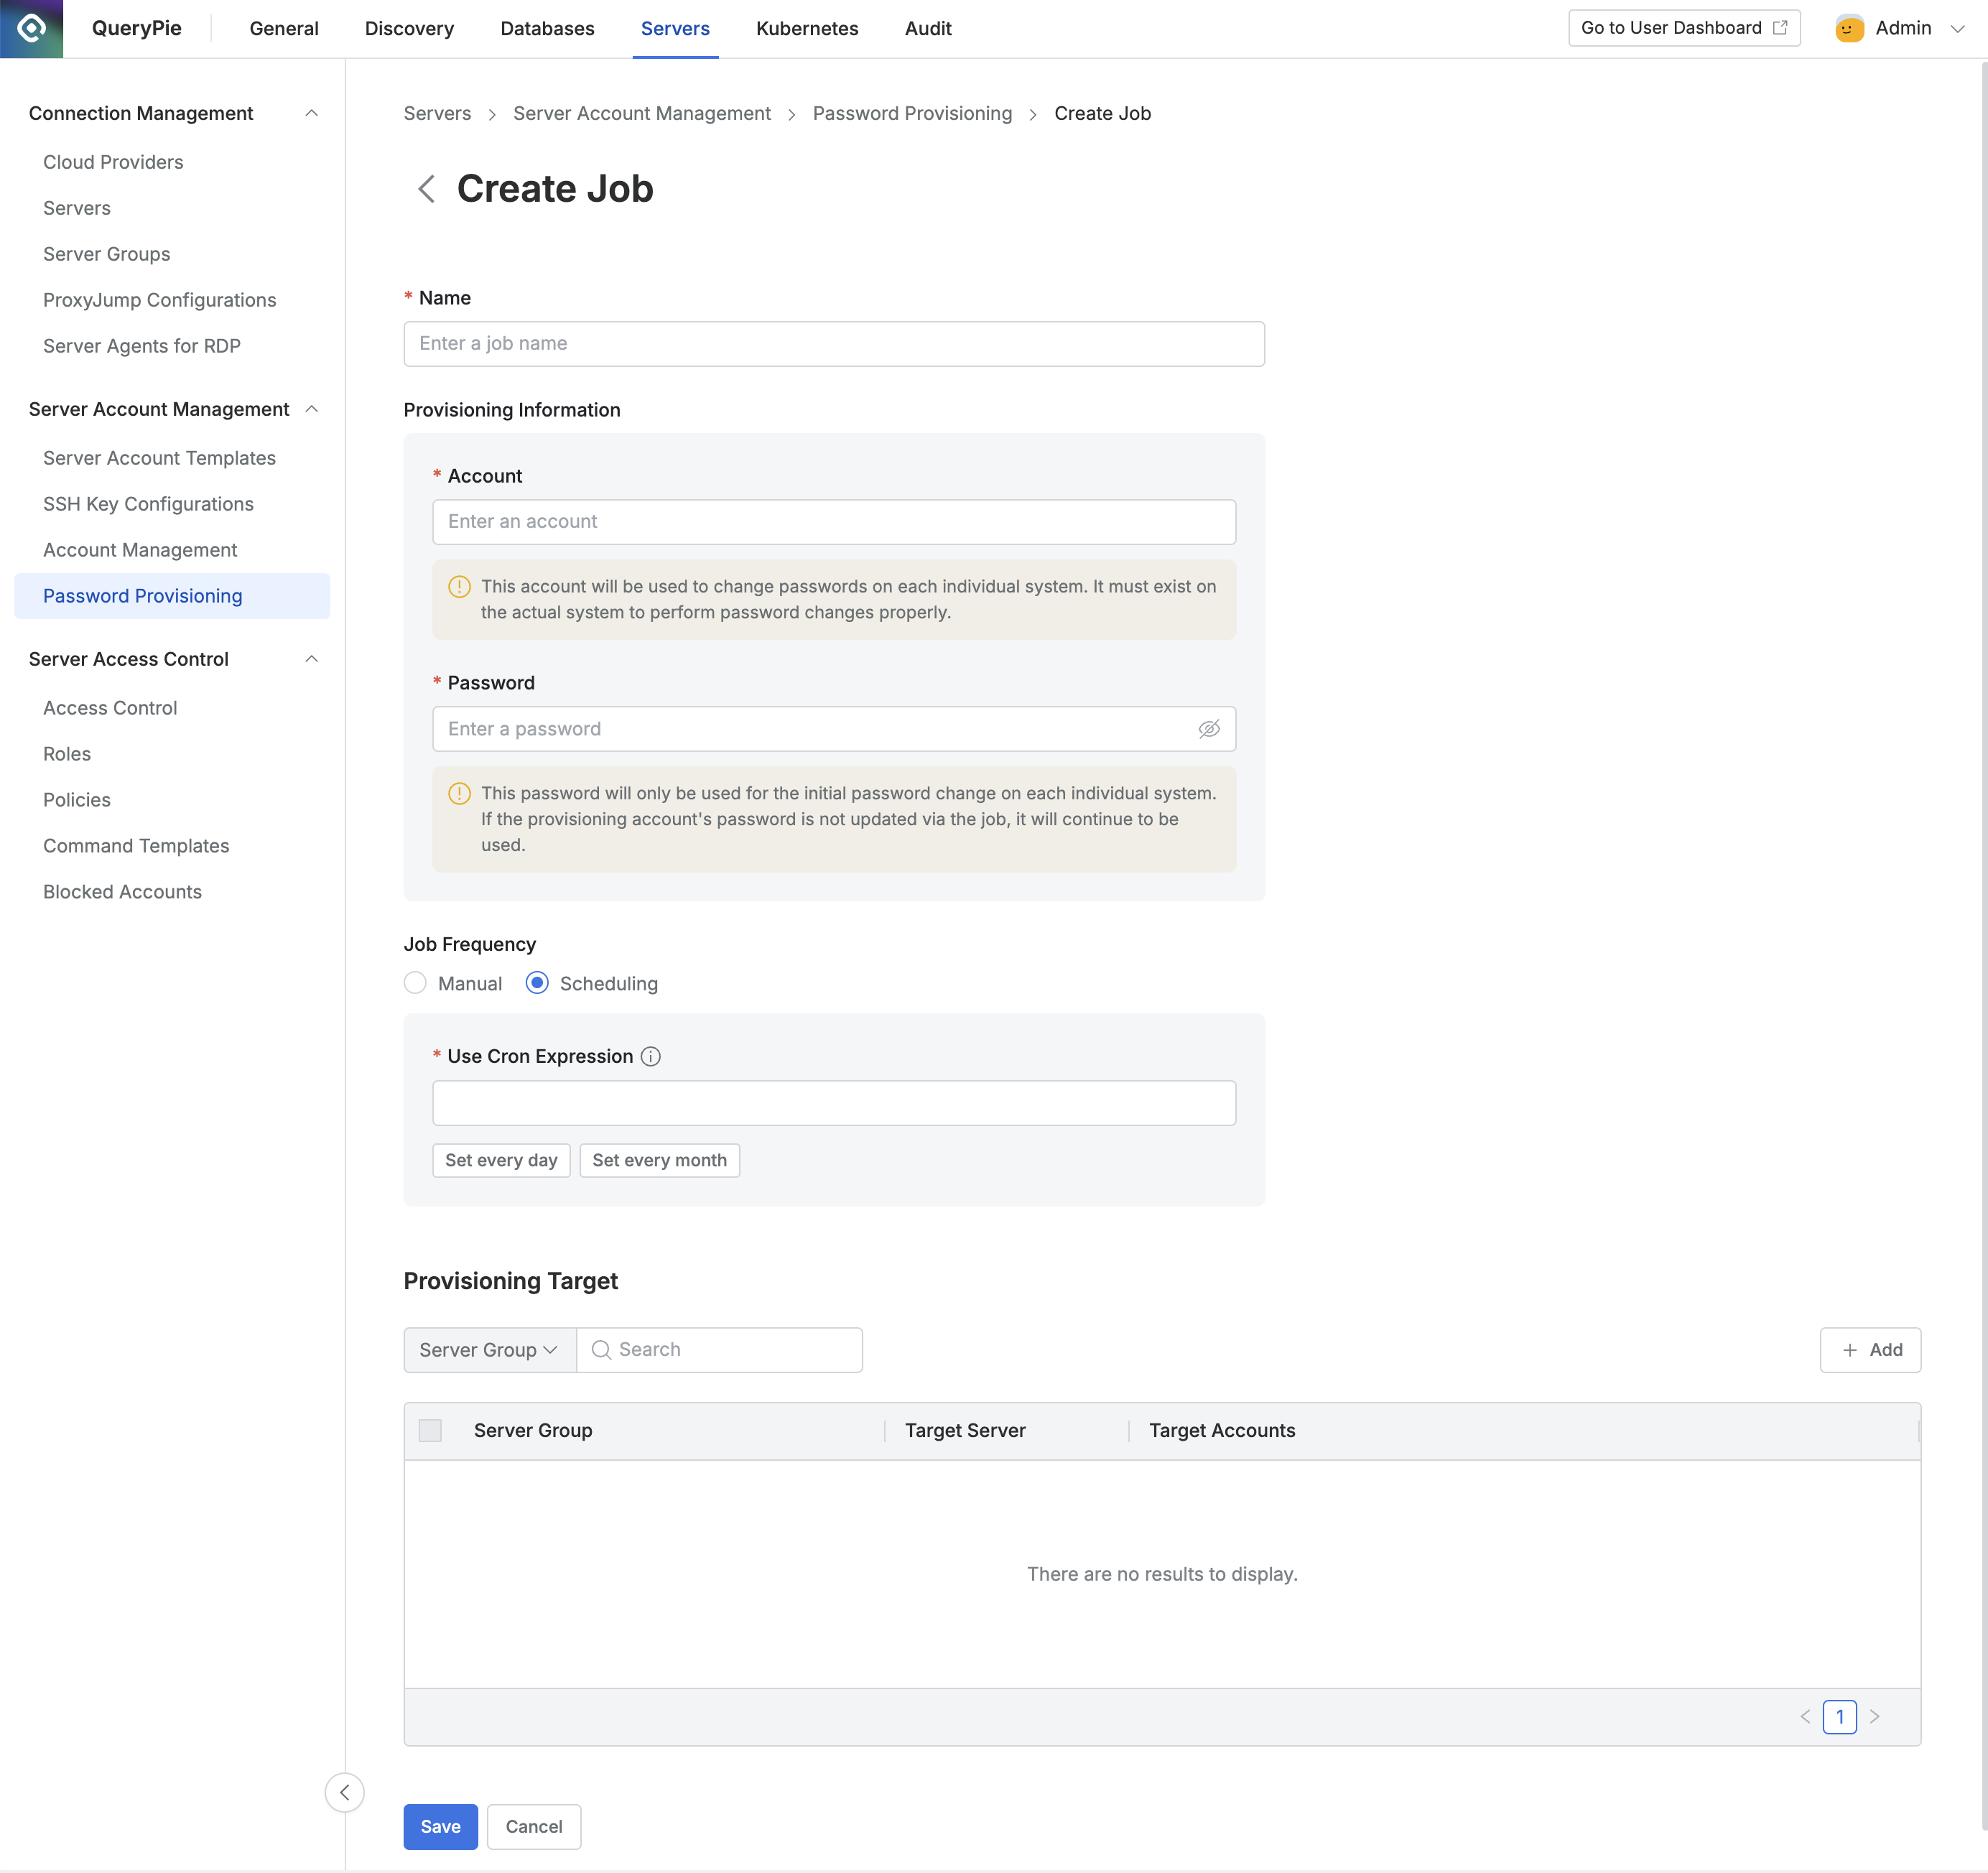 QueryPie
General
Discovery
Databases
Servers
Kubernetes
Audit
Go to User Dashboard
Admin
Connection Management
Cloud Providers
Servers
Server Groups
ProxyJump Configurations
Server Agents for RDP
Server Account Management
Server Account Templates
SSH Key Configurations
Account Management
Password Provisioning
Server Access Control
Access Control
Roles
Policies
Command Templates
Blocked Accounts
Servers > Server Account Management > Password Provisioning > Create Job
Create Job
* Name
Enter a job name
Provisioning Information
* Account
Enter an account
This account will be used to change passwords on each individual system. It must exist on
the actual system to perform password changes properly.
* Password
Enter a password
This password will only be used for the initial password change on each individual system.
If the provisioning account's password is not updated via the job, it will continue to be
used.
Job Frequency
Manual
Scheduling
* Use Cron Expression
Set every day
Set every month
Provisioning Target
Server Group
Search
+ Add
Server Group
Target Server
Target Accounts
There are no results to display.
< 1 >
Save
Cancel